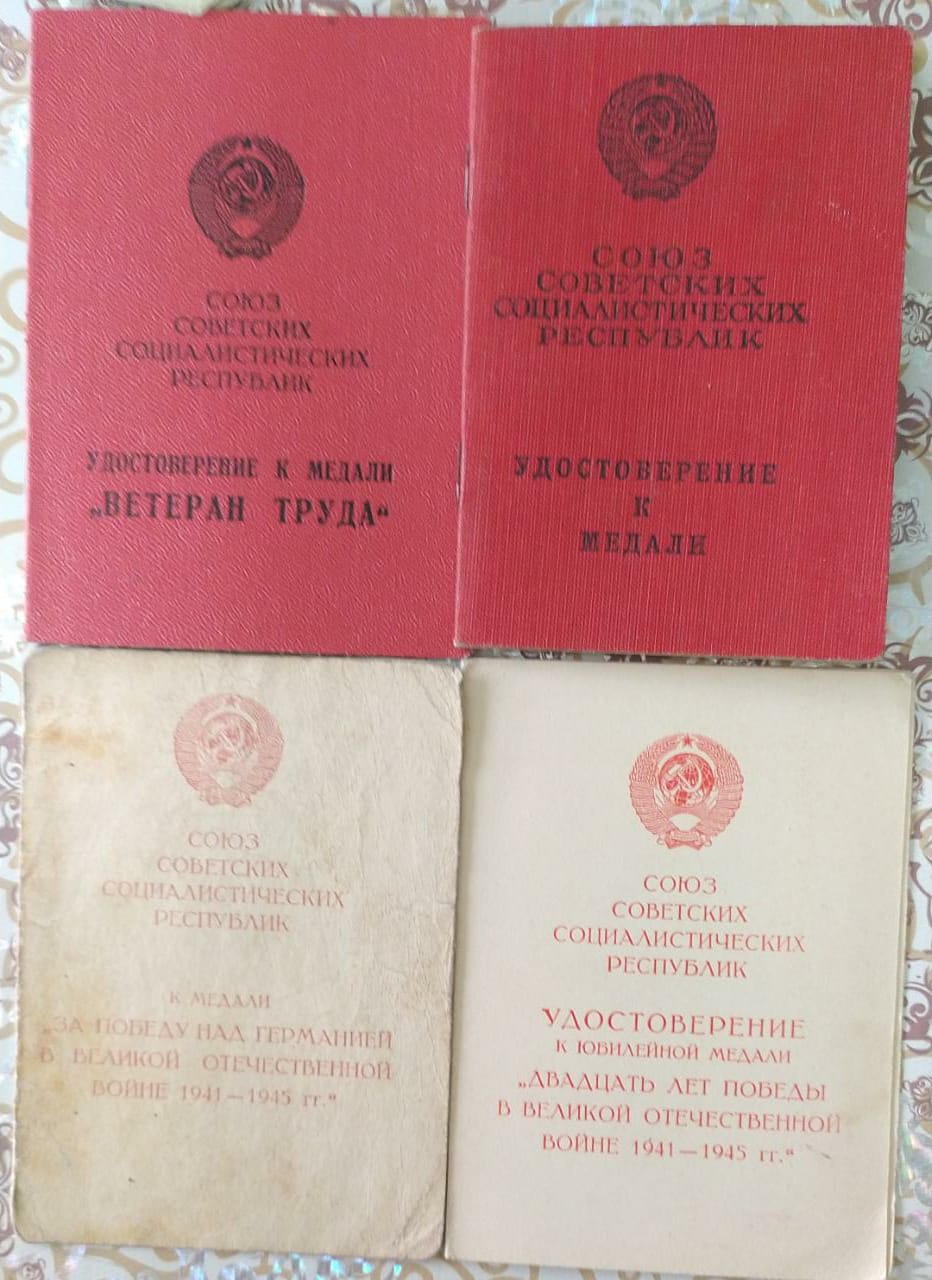 СОЮЗ
СОВЕТСКИХ
СОЦИАЛИСТИЧЕСКИХ
РЕСПУБЛИК
УДОСТОВЕРЕНИЕ К МЕДАЛИ
„ВЕТЕРАН ТРУДА“
СОЮЗ
СОВЕТСКИХ
СОЦИАЛИСТИЧЕСКИХ
РЕСПУБЛИК
УДОСТОВЕРЕНИЕ
К
МЕДАЛИ
СОЮЗ
СОВЕТСКИХ
СОЦИАЛИСТИЧЕСКИХ
РЕСПУБЛИК
К МЕДАЛИ
„ЗА ПОБЕДУ НАД ГЕРМАНИЕЙ
В ВЕЛИКОЙ ОТЕЧЕСТВЕННОЙ
ВОЙНЕ 1941—1945 гг.“
СОЮЗ
СОВЕТСКИХ
СОЦИАЛИСТИЧЕСКИХ
РЕСПУБЛИК
УДОСТОВЕРЕНИЕ
К ЮБИЛЕЙНОЙ МЕДАЛИ
„ДВАДЦАТЬ ЛЕТ ПОБЕДЫ
В ВЕЛИКОЙ ОТЕЧЕСТВЕННОЙ
ВОЙНЕ 1941—1945 гг.“